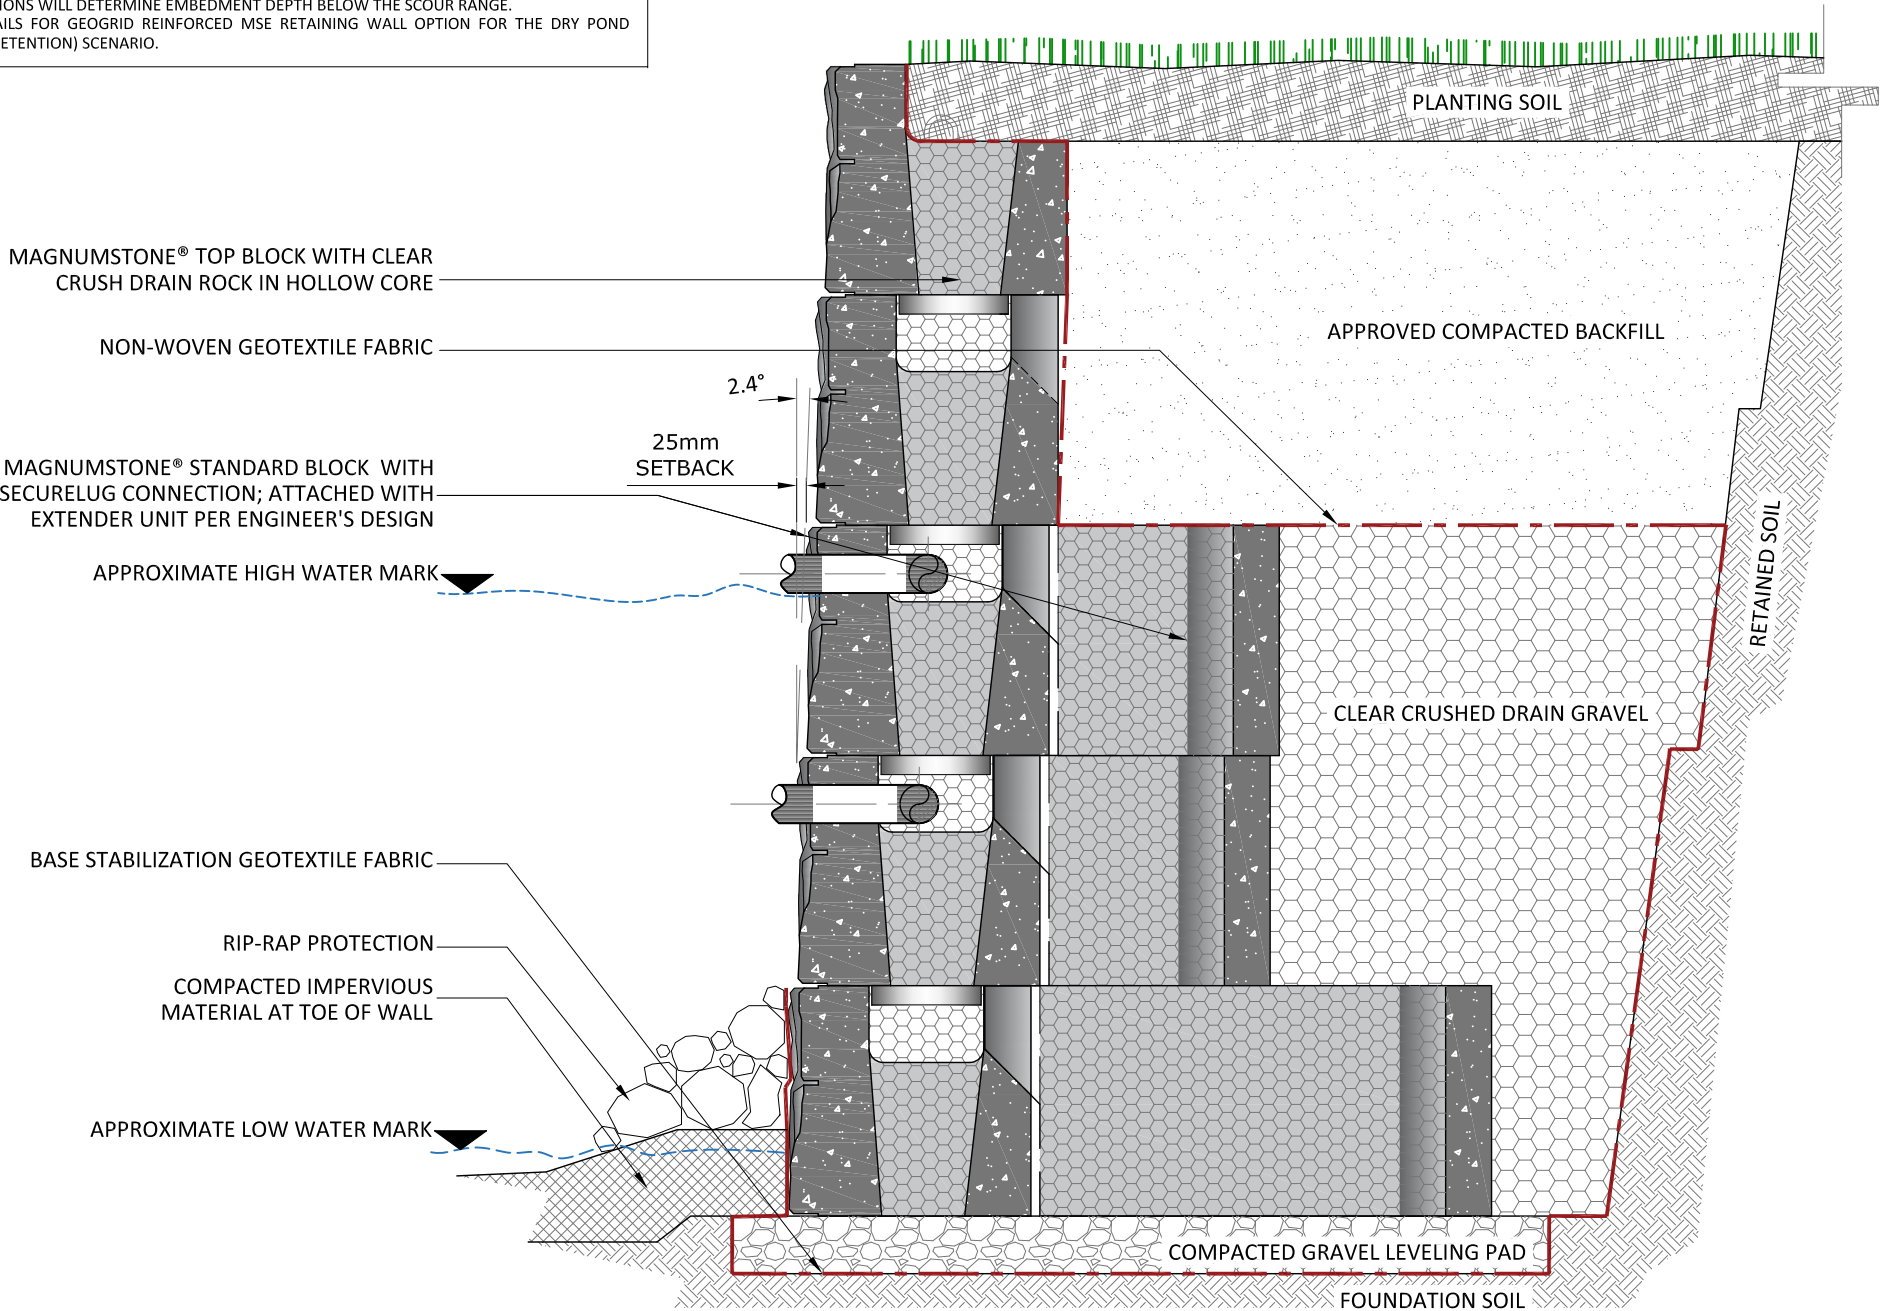 IONS WILL DETERMINE EMBEDMENT DEPTH BELOW THE SCOUR RANGE.
AILS FOR GEOGRID REINFORCED MSE RETAINING WALL OPTION FOR THE DRY POND
ETENTION) SCENARIO.
PLANTING SOIL
MAGNUMSTONE® TOP BLOCK WITH CLEAR
CRUSH DRAIN ROCK IN HOLLOW CORE
APPROVED COMPACTED BACKFILL
NON-WOVEN GEOTEXTILE FABRIC
2.4°
25mm
SETBACK
MAGNUMSTONE® STANDARD BLOCK WITH
SECURELUG CONNECTION; ATTACHED WITH
EXTENDER UNIT PER ENGINEER'S DESIGN
RETAINED SOIL
APPROXIMATE HIGH WATER MARK
CLEAR CRUSHED DRAIN GRAVEL
BASE STABILIZATION GEOTEXTILE FABRIC
RIP-RAP PROTECTION
COMPACTED IMPERVIOUS
MATERIAL AT TOE OF WALL
APPROXIMATE LOW WATER MARK
COMPACTED GRAVEL LEVELING PAD
FOUNDATION SOIL